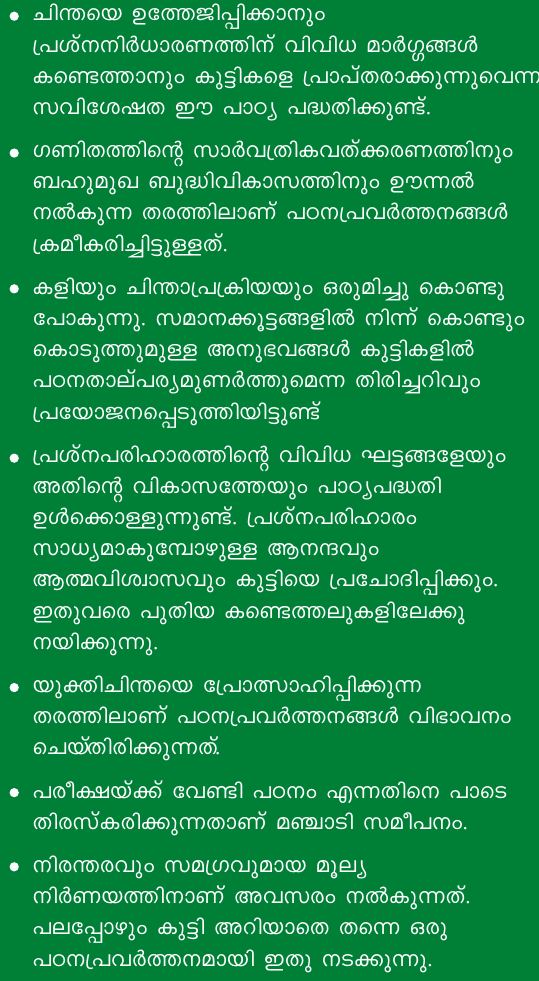 • ചിന്തയെ ഉത്തേജിപ്പിക്കാനും
പ്രശ്നനിർധാരണത്തിന് വിവിധ മാർഗ്ഗങ്ങൾ
കണ്ടെത്താനും കുട്ടികളെ പ്രാപ്തരാക്കുന്നുവെന്ന
സവിശേഷത ഈ പാഠ്യ പദ്ധതിക്കുണ്ട്.
• ഗണിതത്തിന്റെ സാർവത്രികവത്ക്കരണത്തിനും
ബഹുമുഖ ബുദ്ധിവികാസത്തിനും ഊന്നൽ
നൽകുന്ന തരത്തിലാണ് പഠനപ്രവർത്തനങ്ങൾ
ക്രമീകരിച്ചിട്ടുള്ളത്.
• കളിയും ചിന്താപ്രക്രിയയും ഒരുമിച്ചു കൊണ്ടു
പോകുന്നു. സമാനക്കൂട്ടങ്ങളിൽ നിന്ന് കൊണ്ടും
കൊടുത്തുമുള്ള അനുഭവങ്ങൾ കുട്ടികളിൽ
പഠനതാല്പര്യമുണർത്തുമെന്ന തിരിച്ചറിവും
പ്രയോജനപ്പെടുത്തിയിട്ടുണ്ട്
• പ്രശ്നപരിഹാരത്തിന്റെ വിവിധ ഘട്ടങ്ങളേയും
അതിന്റെ വികാസത്തേയും പാഠ്യപദ്ധതി
ഉൾക്കൊള്ളുന്നുണ്ട്. പ്രശ്നപരിഹാരം
സാധ്യമാകുമ്പോഴുള്ള ആനന്ദവും
ആത്മവിശ്വാസവും കുട്ടിയെ പ്രചോദിപ്പിക്കും.
ഇതുവരെ പുതിയ കണ്ടെത്തലുകളിലേക്കു
നയിക്കുന്നു.
• യുക്തിചിന്തയെ പ്രോത്സാഹിപ്പിക്കുന്ന
തരത്തിലാണ് പഠനപ്രവർത്തനങ്ങൾ വിഭാവനം
ചെയ്തിരിക്കുന്നത്.
• പരീക്ഷയ്ക്ക് വേണ്ടി പഠനം എന്നതിനെ പാടെ
തിരസ്കരിക്കുന്നതാണ് മഞ്ചാടി സമീപനം.
• നിരന്തരവും സമഗ്രവുമായ മൂല്യ
നിർണയത്തിനാണ് അവസരം നൽകുന്നത്.
പലപ്പോഴും കുട്ടി അറിയാതെ തന്നെ ഒരു
പഠനപ്രവർത്തനമായി ഇതു നടക്കുന്നു.